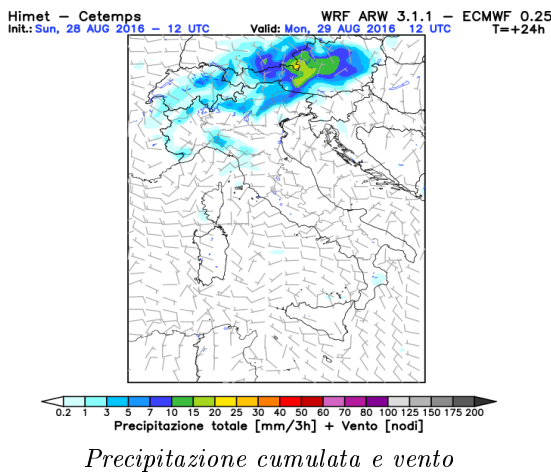 Himet – Cetemps WRF ARW 3.1.1 – ECMWF 0.25
Init.: Sun, 28 AUG 2016 – 12 UTC Valid: Mon, 29 AUG 2016 12 UTC T=+24h
0.2 1 3 5 7 10 15 20 25 30 40 50 60 70 80 100 125 150 175 200
Precipitazione totale [mm/3h] + Vento [nodi]
Precipitazione cumulata e vento